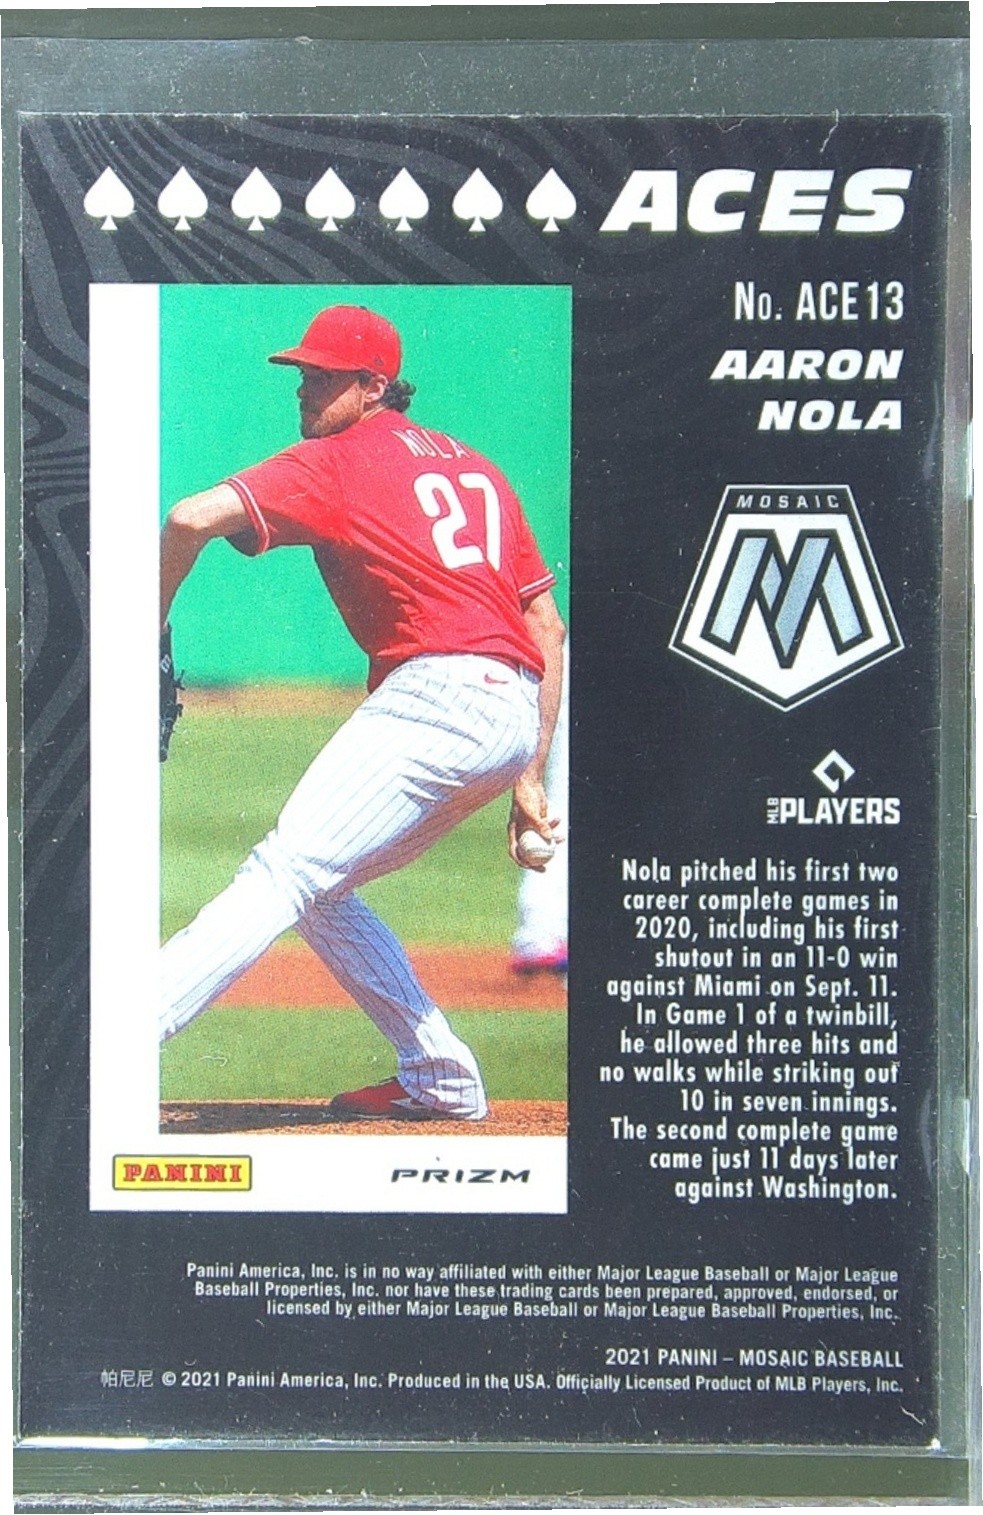 ACES
No. ACE13
AARON
NOLA
MOSAIC
M
MLB PLAYERS
NOLA
27
Nola pitched his first two
career complete games in
2020, including his first
shutout in an 11-0 win
against Miami on Sept. 11.
In Game 1 of a twinbill,
he allowed three hits and
no walks while striking out
10 in seven innings.
The second complete game
came just 11 days later
against Washington.
PANINI
PRIZM
Panini America, Inc. is in no way affiliated with either Major League Baseball or Major League
Baseball Properties, Inc. nor have these trading cards been prepared, approved, endorsed, or
licensed by either Major League Baseball or Major League Baseball Properties, Inc.
2021 PANINI – MOSAIC BASEBALL
帕尼尼 © 2021 Panini America, Inc. Produced in the USA. Officially Licensed Product of MLB Players, Inc.